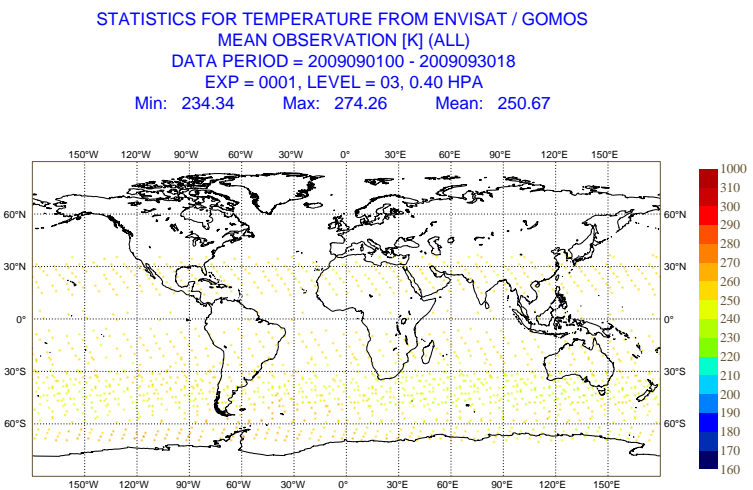 STATISTICS FOR TEMPERATURE FROM ENVISAT / GOMOS
MEAN OBSERVATION [K] (ALL)
DATA PERIOD = 2009090100 - 2009093018
EXP = 0001, LEVEL = 03, 0.40 HPA
Min: 234.34 Max: 274.26 Mean: 250.67
150°W 120°W 90°W 60°W 30°W 0° 30°E 60°E 90°E 120°E 150°E
60°N 60°N
30°N 30°N
0° 0°
30°S 30°S
60°S 60°S
150°W 120°W 90°W 60°W 30°W 0° 30°E 60°E 90°E 120°E 150°E
1000
310
300
290
280
270
260
250
240
230
220
210
200
190
180
170
160